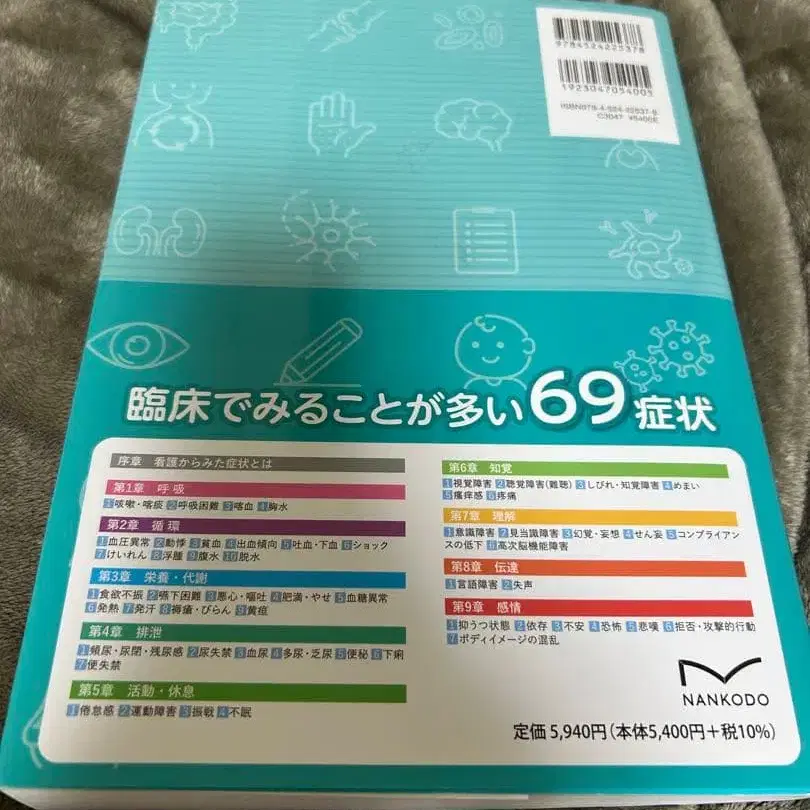 9784524225378
1923047054005
ISBN978-4-524-22537-8
C3047 ¥5400E
臨床でみることが多い69症状
序章 看護からみた症状とは
第1章 呼吸
1咳嗽・喀痰 2呼吸困難 3喀血 4胸水
第2章 循環
1血圧異常 2動悸 3貧血 4出血傾向 5吐血・下血 6ショック
7けいれん 8浮腫 9腹水 10脱水
第3章 栄養・代謝
1食欲不振 2嚥下困難 3悪心・嘔吐 4肥満・やせ 5血糖異常
6発熱 7発汗 8褥瘡・びらん 9黄疸
第4章 排泄
1頻尿・尿閉・残尿感 2尿失禁 3血尿 4多尿・乏尿 5便秘 6下痢
7便失禁
第5章 活動・休息
1倦怠感 2運動障害 3振戦 4不眠
第6章 知覚
1視覚障害 2聴覚障害(難聴) 3しびれ・知覚障害 4めまい
5瘙痒感 6疼痛
第7章 理解
1意識障害 2見当識障害 3幻覚・妄想 4せん妄 5コンプライアン
スの低下 6高次脳機能障害
第8章 伝達
1言語障害 2失声
第9章 感情
1抑うつ状態 2依存 3不安 4恐怖 5悲嘆 6拒否・攻撃的行動
7ボディイメージの混乱
NANKODO
定価 5,940円(本体5,400円+税10%)